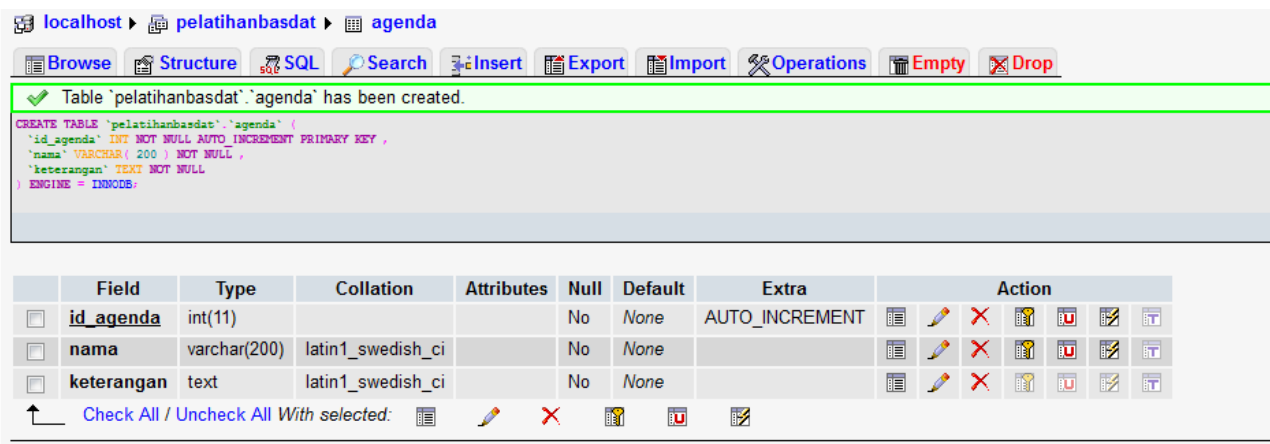 localhost ▸ pelatihanbasdat ▸ agenda
Browse Structure SQL Search Insert Export Import Operations Empty Drop
Table `pelatihanbasdat`.`agenda` has been created.
CREATE TABLE `pelatihanbasdat`.`agenda` (
`id_agenda` INT NOT NULL AUTO_INCREMENT PRIMARY KEY ,
`nama` VARCHAR( 200 ) NOT NULL ,
`keterangan` TEXT NOT NULL
) ENGINE = INNODB;
Field Type Collation Attributes Null Default Extra Action
id_agenda int(11) No None AUTO_INCREMENT
nama varchar(200) latin1_swedish_ci No None
keterangan text latin1_swedish_ci No None
Check All / Uncheck All With selected: